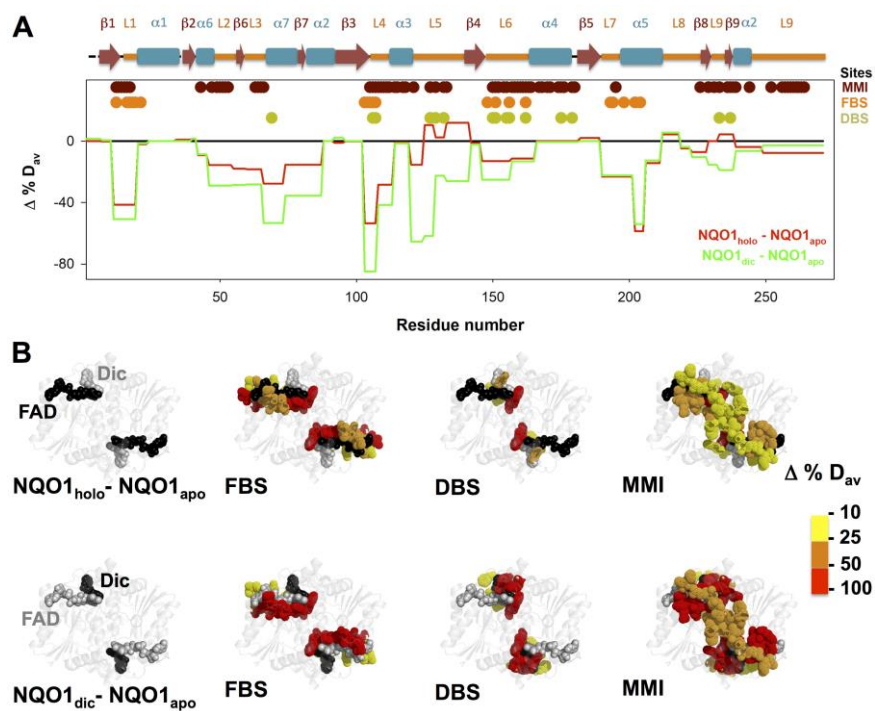 A
β1 L1 α1 β2 α6 L2 β6 L3 α7 β7 α2 β3 L4 α3 L5 β4 L6 α4 β5 L7 α5 L8 β8 L9 β9 α2 L9
Sites
MMI
FBS
DBS
0
-40
-80
Δ % Dav
NQO1holo - NQO1apo
NQO1dic - NQO1apo
50 100 150 200 250
Residue number
B
Dic
FAD
NQO1holo- NQO1apo FBS DBS MMI
Δ % Dav
- 10
- 25
- 50
- 100
Dic
FAD
NQO1dic- NQO1apo FBS DBS MMI